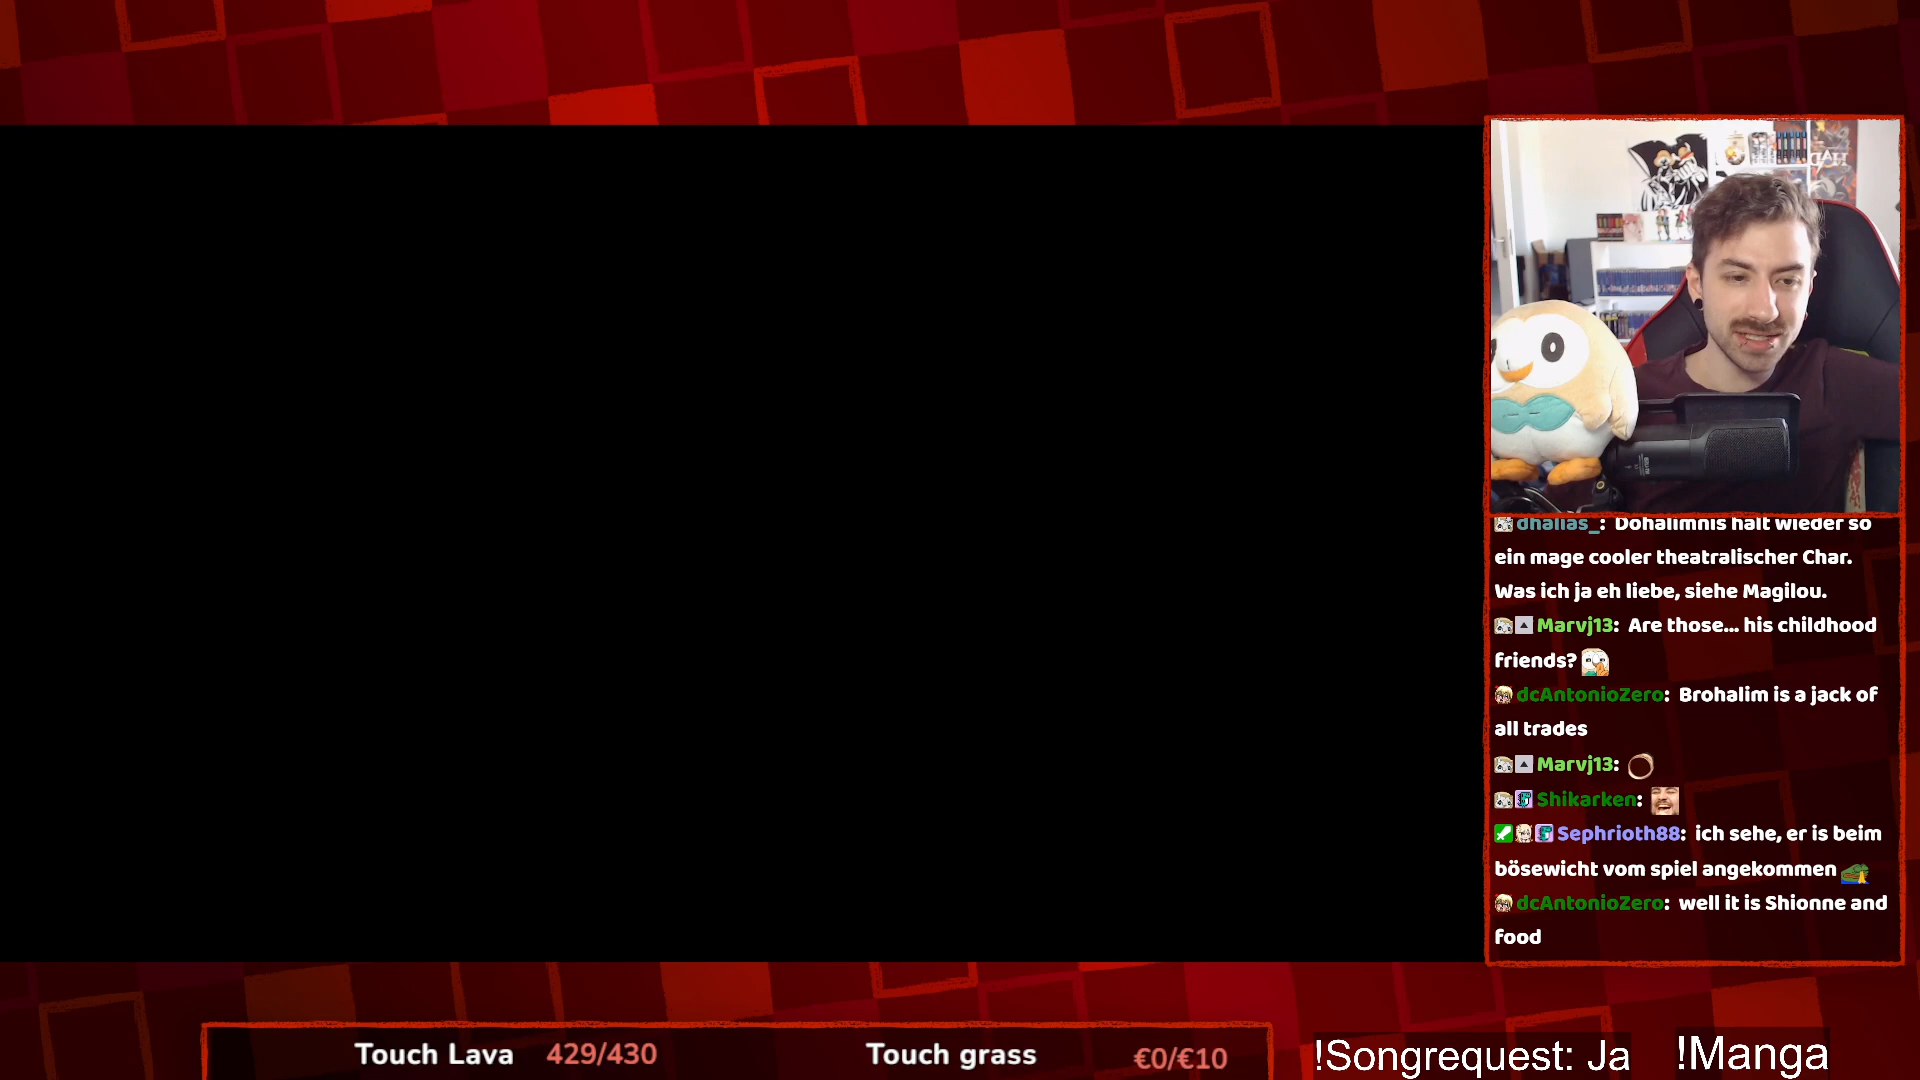 HAD
dhalias_: Dohalimnis halt wieder so
ein mage cooler theatralischer Char.
Was ich ja eh liebe, siehe Magilou.
Marvj13: Are those... his childhood
friends?
dcAntonioZero: Brohalim is a jack of
all trades
Marvj13:
Shikarken:
Sephrioth88: ich sehe, er is beim
bösewicht vom spiel angekommen
dcAntonioZero: well it is Shionne and
food
Touch Lava 429/430 Touch grass €0/€10 !Songrequest: Ja !Manga